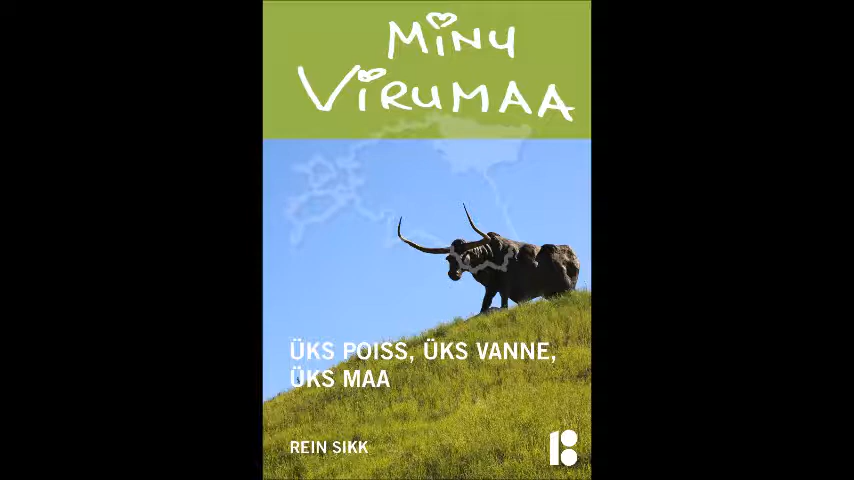 MINU
VIRUMAA
ÜKS POISS, ÜKS VANNE,
ÜKS MAA
REIN SIKK